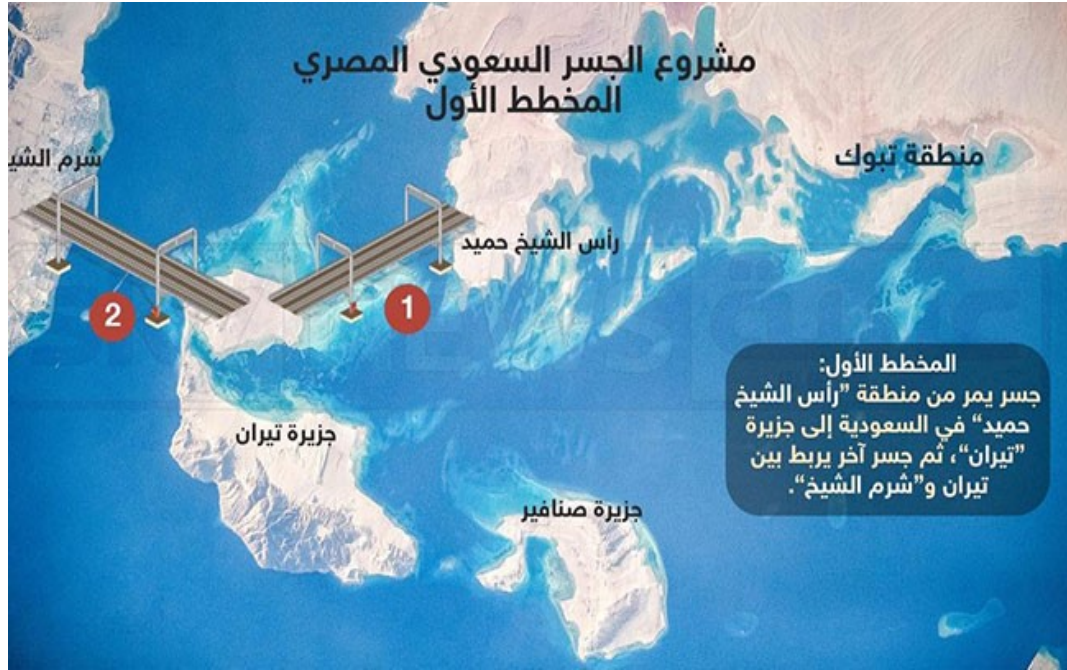 مشروع الجسر السعودي المصري
المخطط الأول
شرم الشي
منطقة تبوك
رأس الشيخ حميد
1
2
المخطط الأول:
جسر يمر من منطقة "رأس الشيخ
حميد" في السعودية إلى جزيرة
"تيران"، ثم جسر آخر يربط بين
تيران و"شرم الشيخ".
جزيرة تيران
جزيرة صنافير